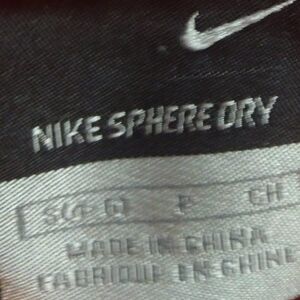 NIKE SPHERE DRY
P CH
MADE IN CHINA
FABRIQUE EN CHINE